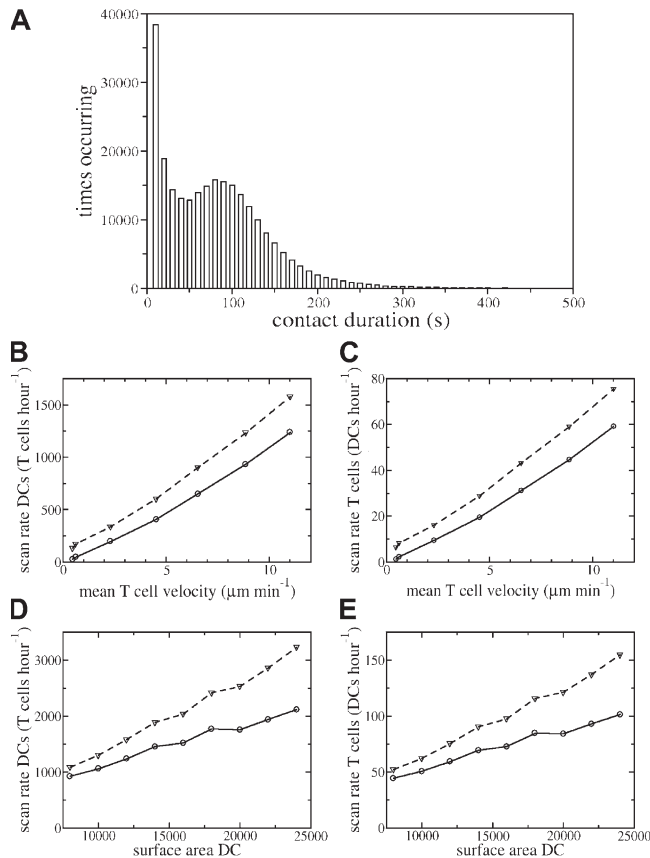 A
times occurring
40000
30000
20000
10000
0
0 100 200 300 400 500
contact duration (s)
B
scan rate DCs (T cells hour⁻¹)
1500
1000
500
0
0 5 10
mean T cell velocity (μm min⁻¹)
C
scan rate T cells (DCs hour⁻¹)
80
60
40
20
0
0 5 10
mean T cell velocity (μm min⁻¹)
D
scan rate DCs (T cells hour⁻¹)
3000
2000
1000
0
10000 15000 20000 25000
surface area DC
E
scan rate T cells (DCs hour⁻¹)
150
100
50
0
10000 15000 20000 25000
surface area DC